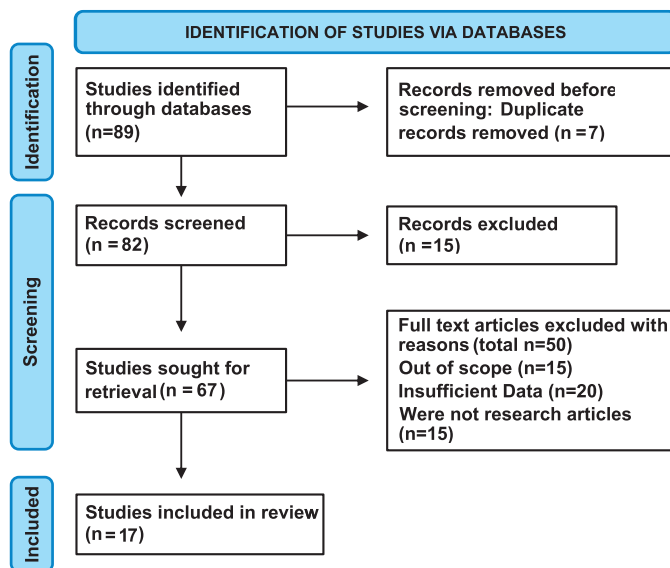 IDENTIFICATION OF STUDIES VIA DATABASES
Identification
Studies identified
through databases
(n=89)
Records removed before
screening: Duplicate
records removed (n = 7)
Screening
Records screened
(n = 82)
Records excluded
(n = 15)
Studies sought for
retrieval (n = 67)
Full text articles excluded with
reasons (total n=50)
Out of scope (n=15)
Insufficient Data (n=20)
Were not research articles
(n=15)
Included
Studies included in review
(n = 17)